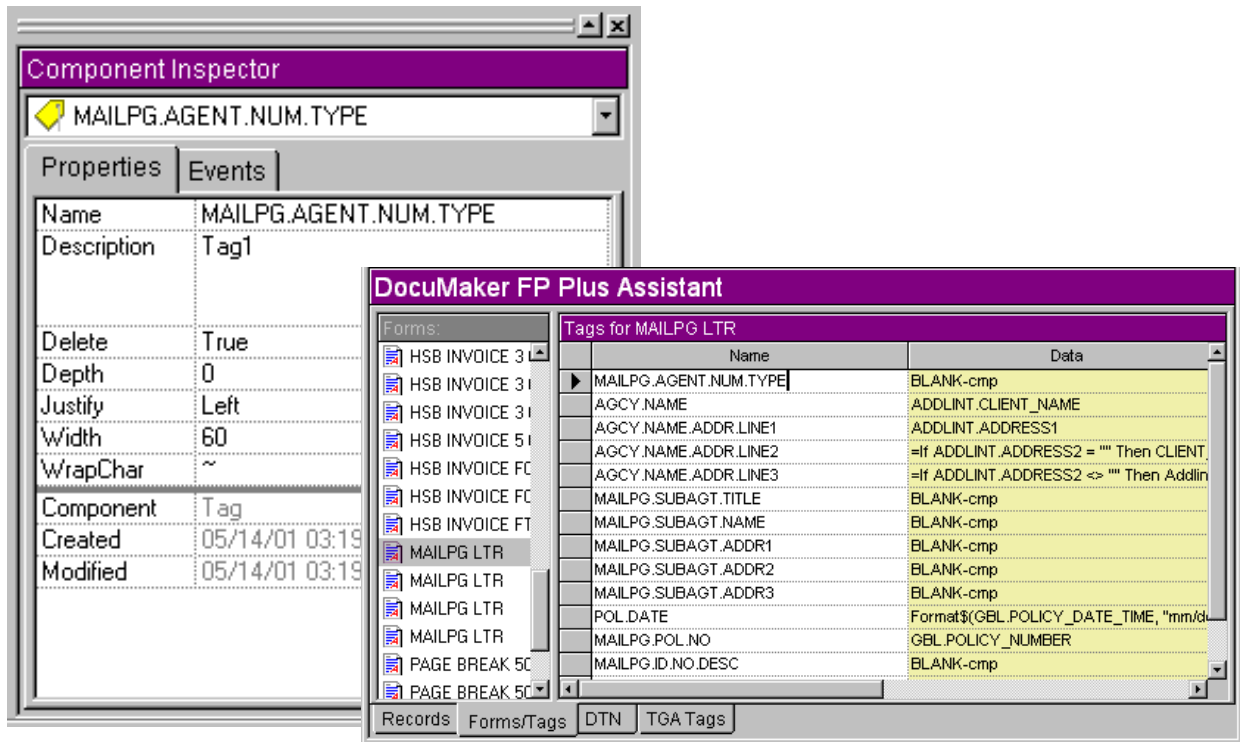 Component Inspector
MAILPG.AGENT.NUM.TYPE
Properties Events
Name MAILPG.AGENT.NUM.TYPE
Description Tag1
Delete True
Depth 0
Justify Left
Width 60
WrapChar ~
Component Tag
Created 05/14/01 03:19
Modified 05/14/01 03:19
DocuMaker FP Plus Assistant
Forms:
HSB INVOICE 3
HSB INVOICE 3
HSB INVOICE 3
HSB INVOICE 5
HSB INVOICE FO
HSB INVOICE FO
HSB INVOICE FT
MAILPG LTR
MAILPG LTR
MAILPG LTR
MAILPG LTR
PAGE BREAK 50
PAGE BREAK 50
Tags for MAILPG LTR
Name Data
MAILPG.AGENT.NUM.TYPE BLANK-cmp
AGCY.NAME ADDLINT.CLIENT_NAME
AGCY.NAME.ADDR.LINE1 ADDLINT.ADDRESS1
AGCY.NAME.ADDR.LINE2 =If ADDLINT.ADDRESS2 = "" Then CLIENT_
AGCY.NAME.ADDR.LINE3 =If ADDLINT.ADDRESS2 <> "" Then Addlin
MAILPG.SUBAGT.TITLE BLANK-cmp
MAILPG.SUBAGT.NAME BLANK-cmp
MAILPG.SUBAGT.ADDR1 BLANK-cmp
MAILPG.SUBAGT.ADDR2 BLANK-cmp
MAILPG.SUBAGT.ADDR3 BLANK-cmp
POL.DATE Format$(GBL.POLICY_DATE_TIME, "mm/d
MAILPG.POL.NO GBL.POLICY_NUMBER
MAILPG.ID.NO.DESC BLANK-cmp
Records Forms/Tags DTN TGA Tags